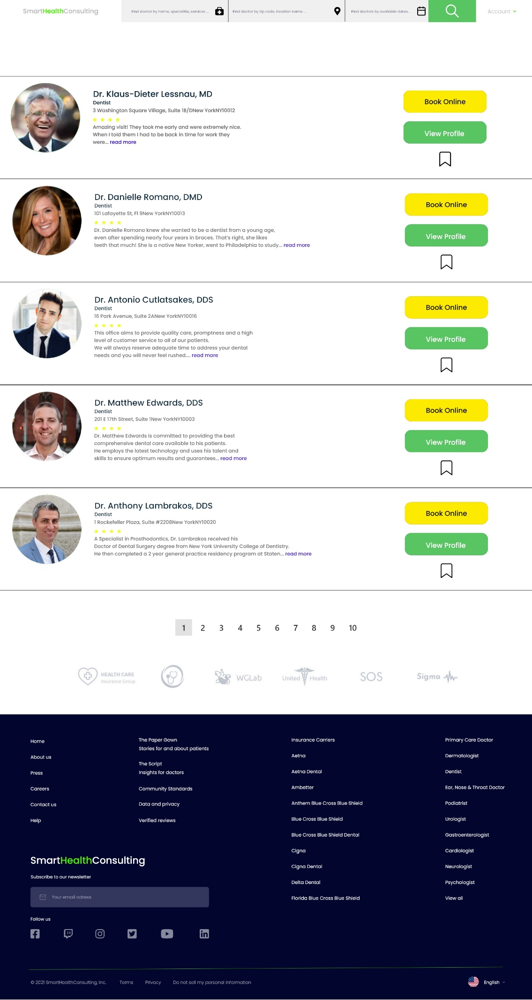 SmartHealthConsulting
Find doctor by name, specialitie, services ...
Find doctor by zip code, location name ...
Find doctors by avaliable dates...
Account
Dr. Klaus-Dieter Lessnau, MD
Dentist
3 Washington Square Village, Suite 1B/DNew YorkNY10012
Amazing visit! They took me early and were extremely nice.
When I told them I had to be back in time for work they
were... read more
Book Online
View Profile
Dr. Danielle Romano, DMD
Dentist
101 Lafayette St, Fl 9New YorkNY10013
Dr. Danielle Romano knew she wanted to be a dentist from a young age,
even after spending nearly four years in braces. That's right, she likes
teeth that much! She is a native New Yorker, went to Philadelphia to study... read more
Book Online
View Profile
Dr. Antonio Cutlatsakes, DDS
Dentist
16 Park Avenue, Suite 2ANew YorkNY10016
This office aims to provide quality care, promptness and a high
level of customer service to all of our patients.
We will always reserve adequate time to address your dental
needs and you will never feel rushed.... read more
Book Online
View Profile
Dr. Matthew Edwards, DDS
Dentist
201 E 17th Street, Suite 1New YorkNY10003
Dr. Matthew Edwards is committed to providing the best
comprehensive dental care available to his patients.
He employs the latest technology and uses his talent and
skills to ensure optimum results and guarantees... read more
Book Online
View Profile
Dr. Anthony Lambrakos, DDS
Dentist
1 Rockefeller Plaza, Suite #2208New YorkNY10020
A Specialist in Prosthodontics, Dr. Lambrakos received his
Doctor of Dental Surgery degree from New York University College of Dentistry.
He then completed a 2 year general practice residency program at Staten... read more
Book Online
View Profile
1 2 3 4 5 6 7 8 9 10
HEALTH CARE
Insurance Group
WGLab
United Health
SOS
Sigma
Home
About us
Press
Careers
Contact us
Help
The Paper Gown
Stories for and about patients
The Script
Insights for doctors
Community Standards
Data and privacy
Verified reviews
Insurance Carriers
Aetna
Aetna Dental
Ambetter
Anthem Blue Cross Blue Shield
Blue Cross Blue Shield
Blue Cross Blue Shield Dental
Cigna
Cigna Dental
Delta Dental
Florida Blue Cross Blue Shield
Primary Care Doctor
Dermatologist
Dentist
Ear, Nose & Throat Doctor
Podiatrist
Urologist
Gastroenterologist
Cardiologist
Neurologist
Psychologist
View all
SmartHealthConsulting
Subscribe to our newsletter
Your email adress
Follow us
© 2021 SmartHealthConsulting, Inc.
Terms
Privacy
Do not sell my personal information
English